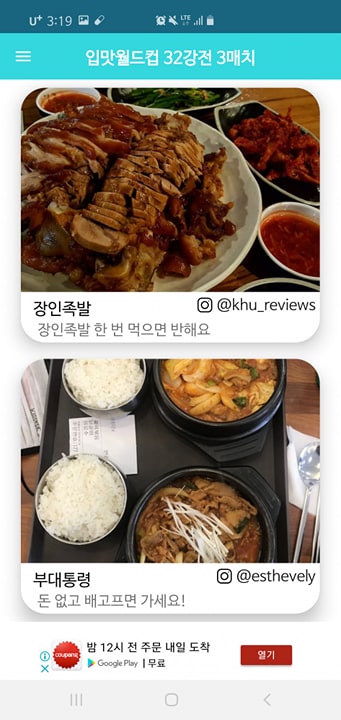 U+ 3:19 LTE
입맛월드컵 32강전 3매치
장인족발 @khu_reviews
장인족발 한 번 먹으면 반해요
부대통령 @esthevely
돈 없고 배고프면 가세요!
coupang 밤 12시 전 주문 내일 도착 열기
Google Play | 무료